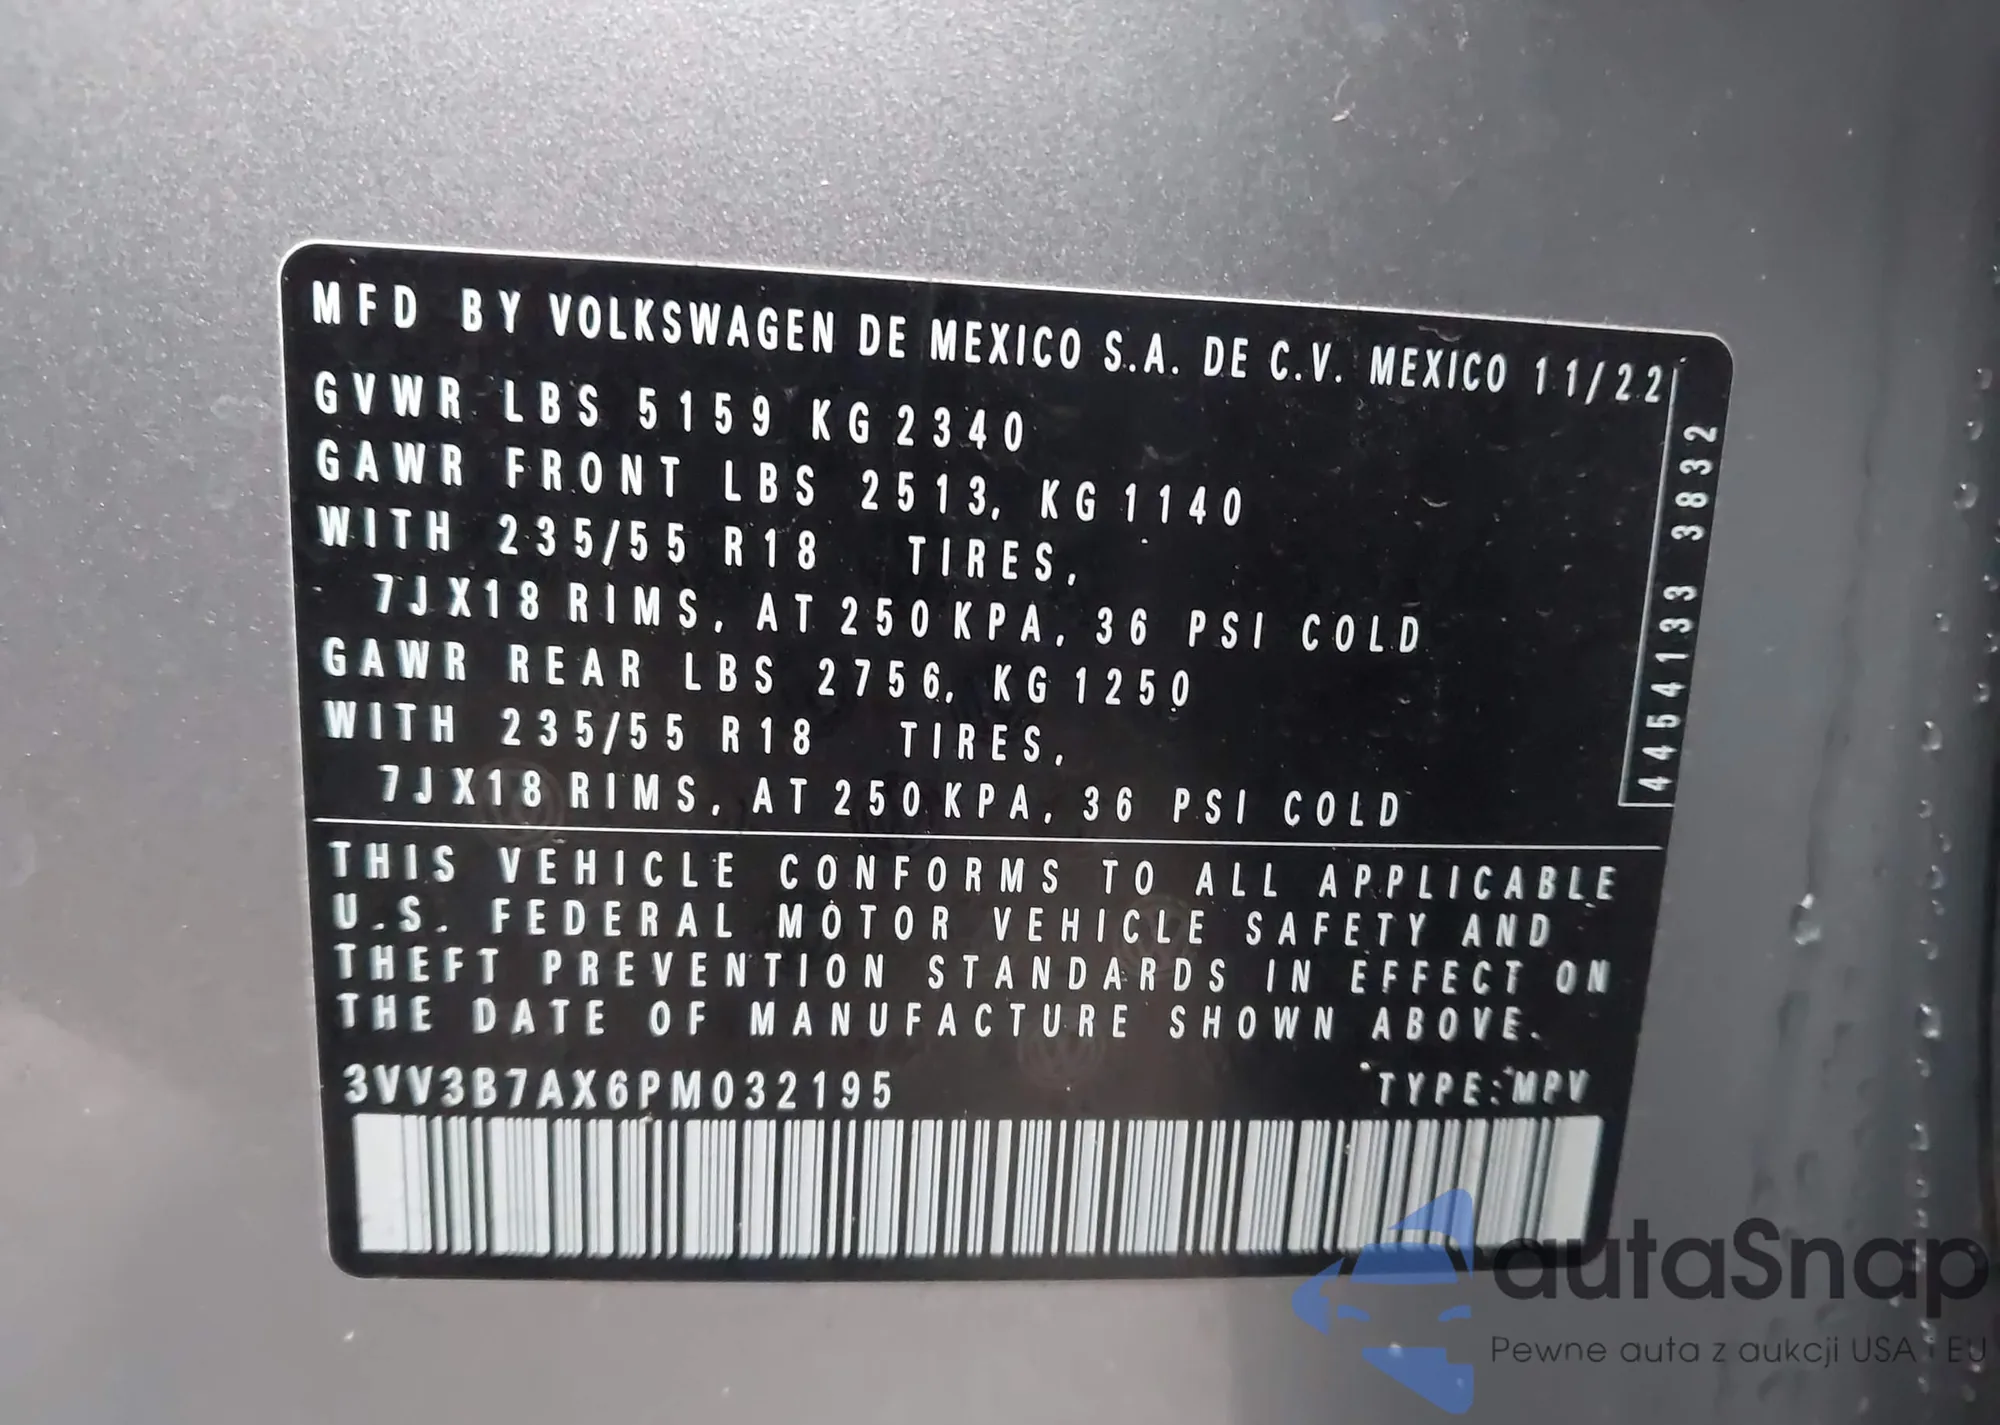 MFD BY VOLKSWAGEN DE MEXICO S.A. DE C.V. MEXICO 11/22
GVWR LBS 5159 KG 2340
GAWR FRONT LBS 2513, KG 1140
WITH 235/55 R18 TIRES,
7JX18 RIMS, AT 250 KPA, 36 PSI COLD
GAWR REAR LBS 2756, KG 1250
WITH 235/55 R18 TIRES,
7JX18 RIMS, AT 250 KPA, 36 PSI COLD
4454133 3832
THIS VEHICLE CONFORMS TO ALL APPLICABLE
U.S. FEDERAL MOTOR VEHICLE SAFETY AND
THEFT PREVENTION STANDARDS IN EFFECT ON
THE DATE OF MANUFACTURE SHOWN ABOVE.
3VV3B7AX6PM032195 TYPE: MPV
autaSnap
Pewne auta z aukcji USA i EU